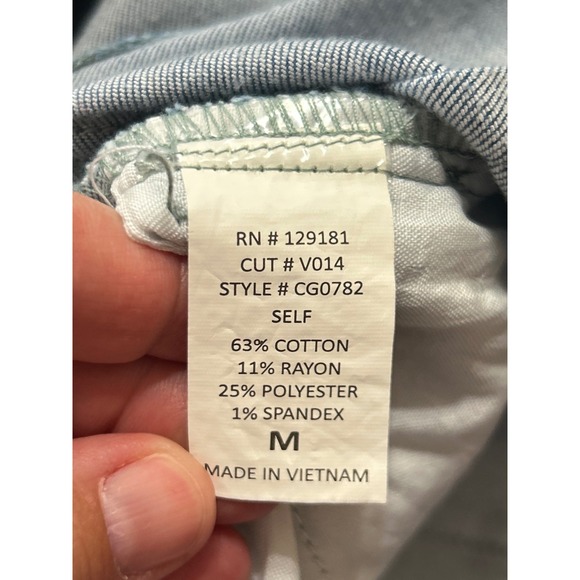 RN # 129181
CUT # V014
STYLE # CG0782
SELF
63% COTTON
11% RAYON
25% POLYESTER
1% SPANDEX
M
MADE IN VIETNAM